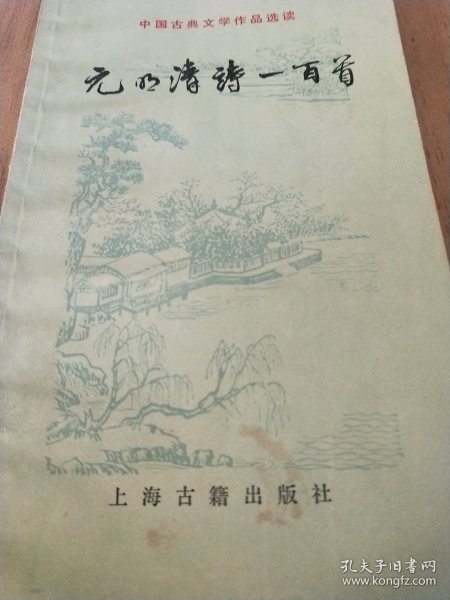 中国古典文学作品选读
元明清詩一百首
上海古籍出版社
孔夫子旧书网
www.kongfz.com